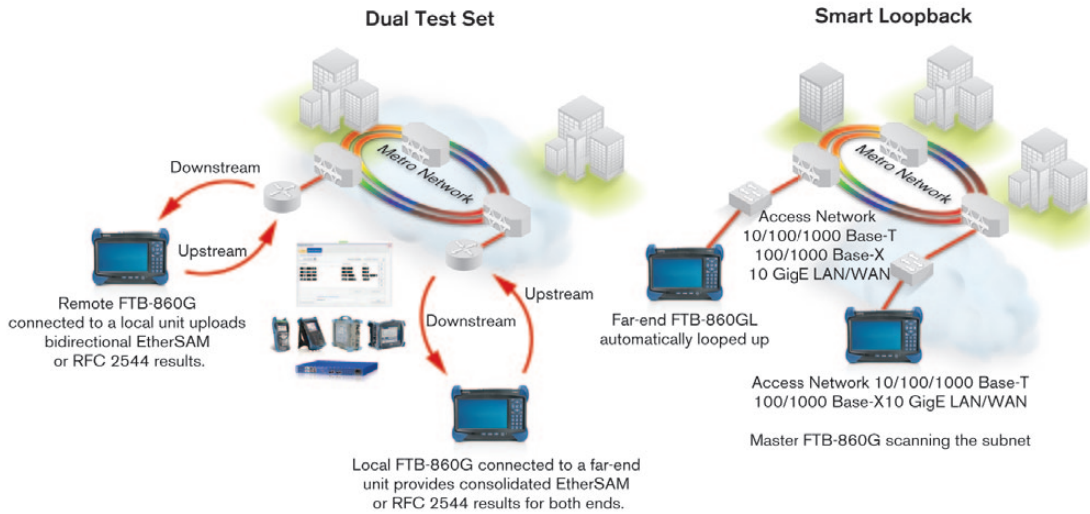 Dual Test Set
Metro Network
Downstream
Upstream
Remote FTB-860G
connected to a local unit uploads
bidirectional EtherSAM
or RFC 2544 results.
Upstream
Downstream
Local FTB-860G connected to a far-end
unit provides consolidated EtherSAM
or RFC 2544 results for both ends.
Smart Loopback
Metro Network
Access Network
10/100/1000 Base-T
100/1000 Base-X
10 GigE LAN/WAN
Far-end FTB-860GL
automatically looped up
Access Network 10/100/1000 Base-T
100/1000 Base-X10 GigE LAN/WAN
Master FTB-860G scanning the subnet